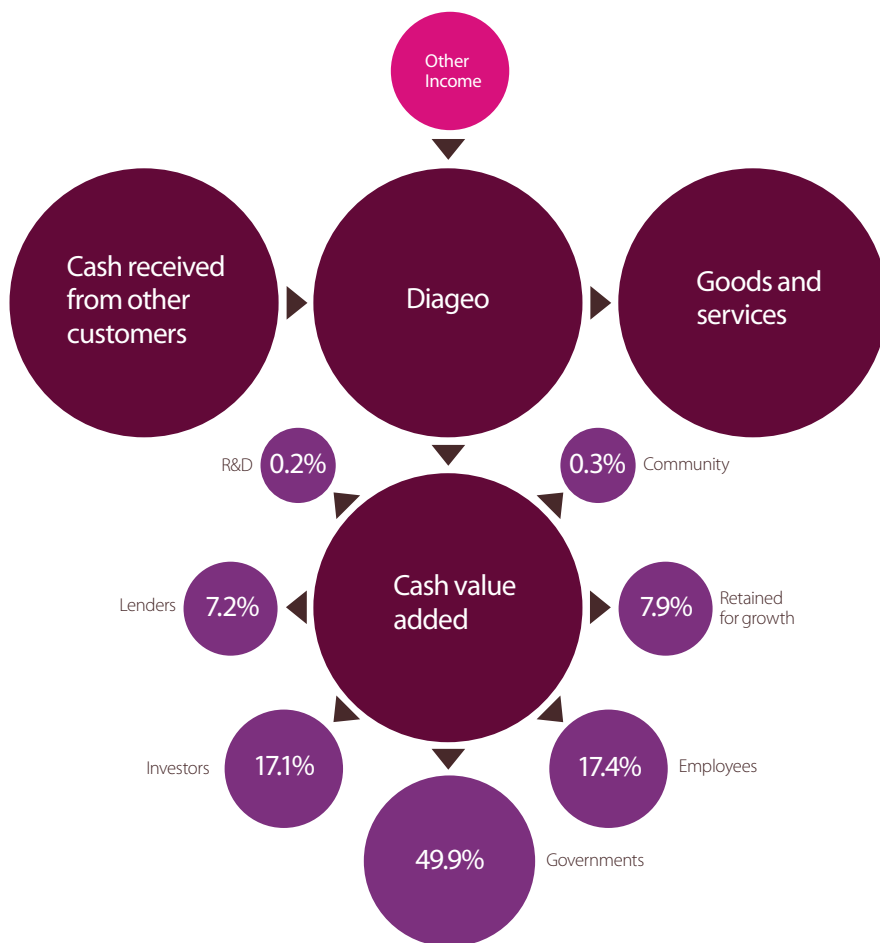 Other
Income
Cash received
from other
customers
Diageo
Goods and
services
R&D
0.2%
0.3%
Community
Lenders
7.2%
Cash value
added
7.9%
Retained
for growth
Investors
17.1%
17.4%
Employees
49.9%
Governments